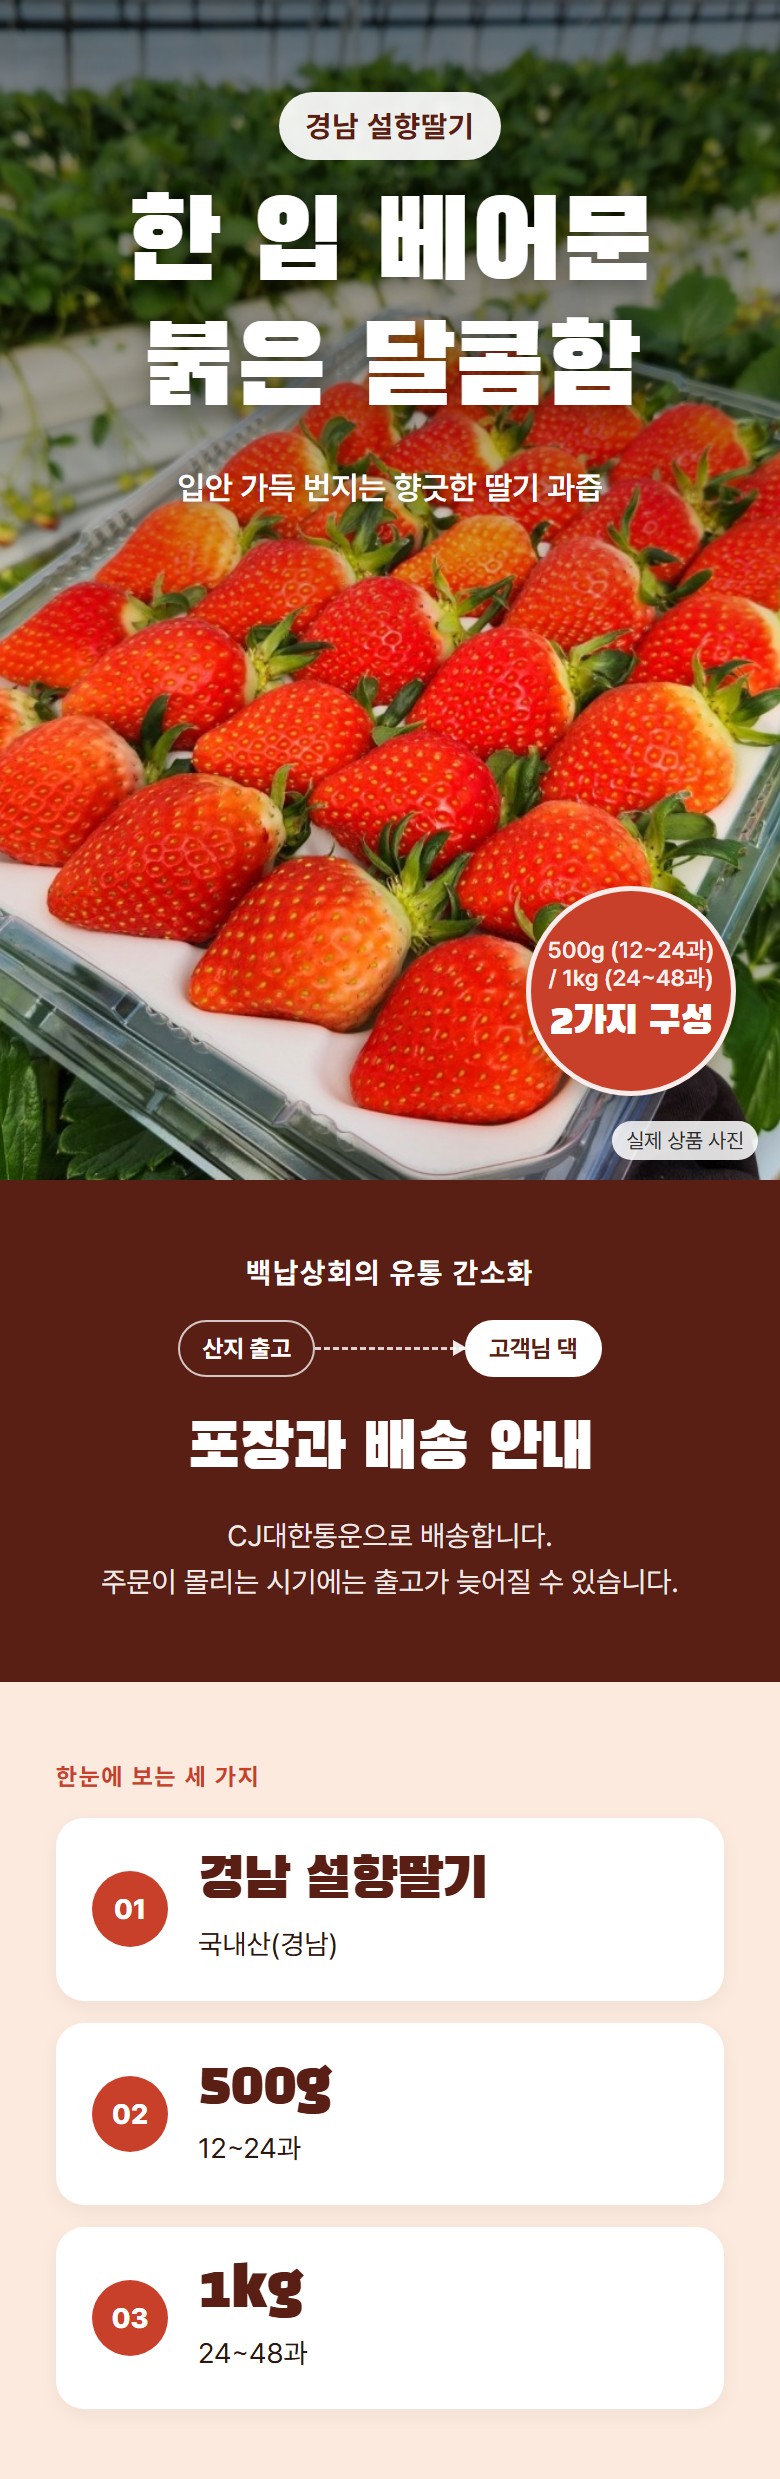 경남 설향딸기
한 입 베어문
붉은 달콤함
입안 가득 번지는 향긋한 딸기 과즙
500g (12~24과)
/ 1kg (24~48과)
2가지 구성
실제 상품 사진
백납상회의 유통 간소화
산지 출고
고객님 댁
포장과 배송 안내
CJ대한통운으로 배송합니다.
주문이 몰리는 시기에는 출고가 늦어질 수 있습니다.
한눈에 보는 세 가지
01
경남 설향딸기
국내산(경남)
02
500g
12~24과
03
1kg
24~48과